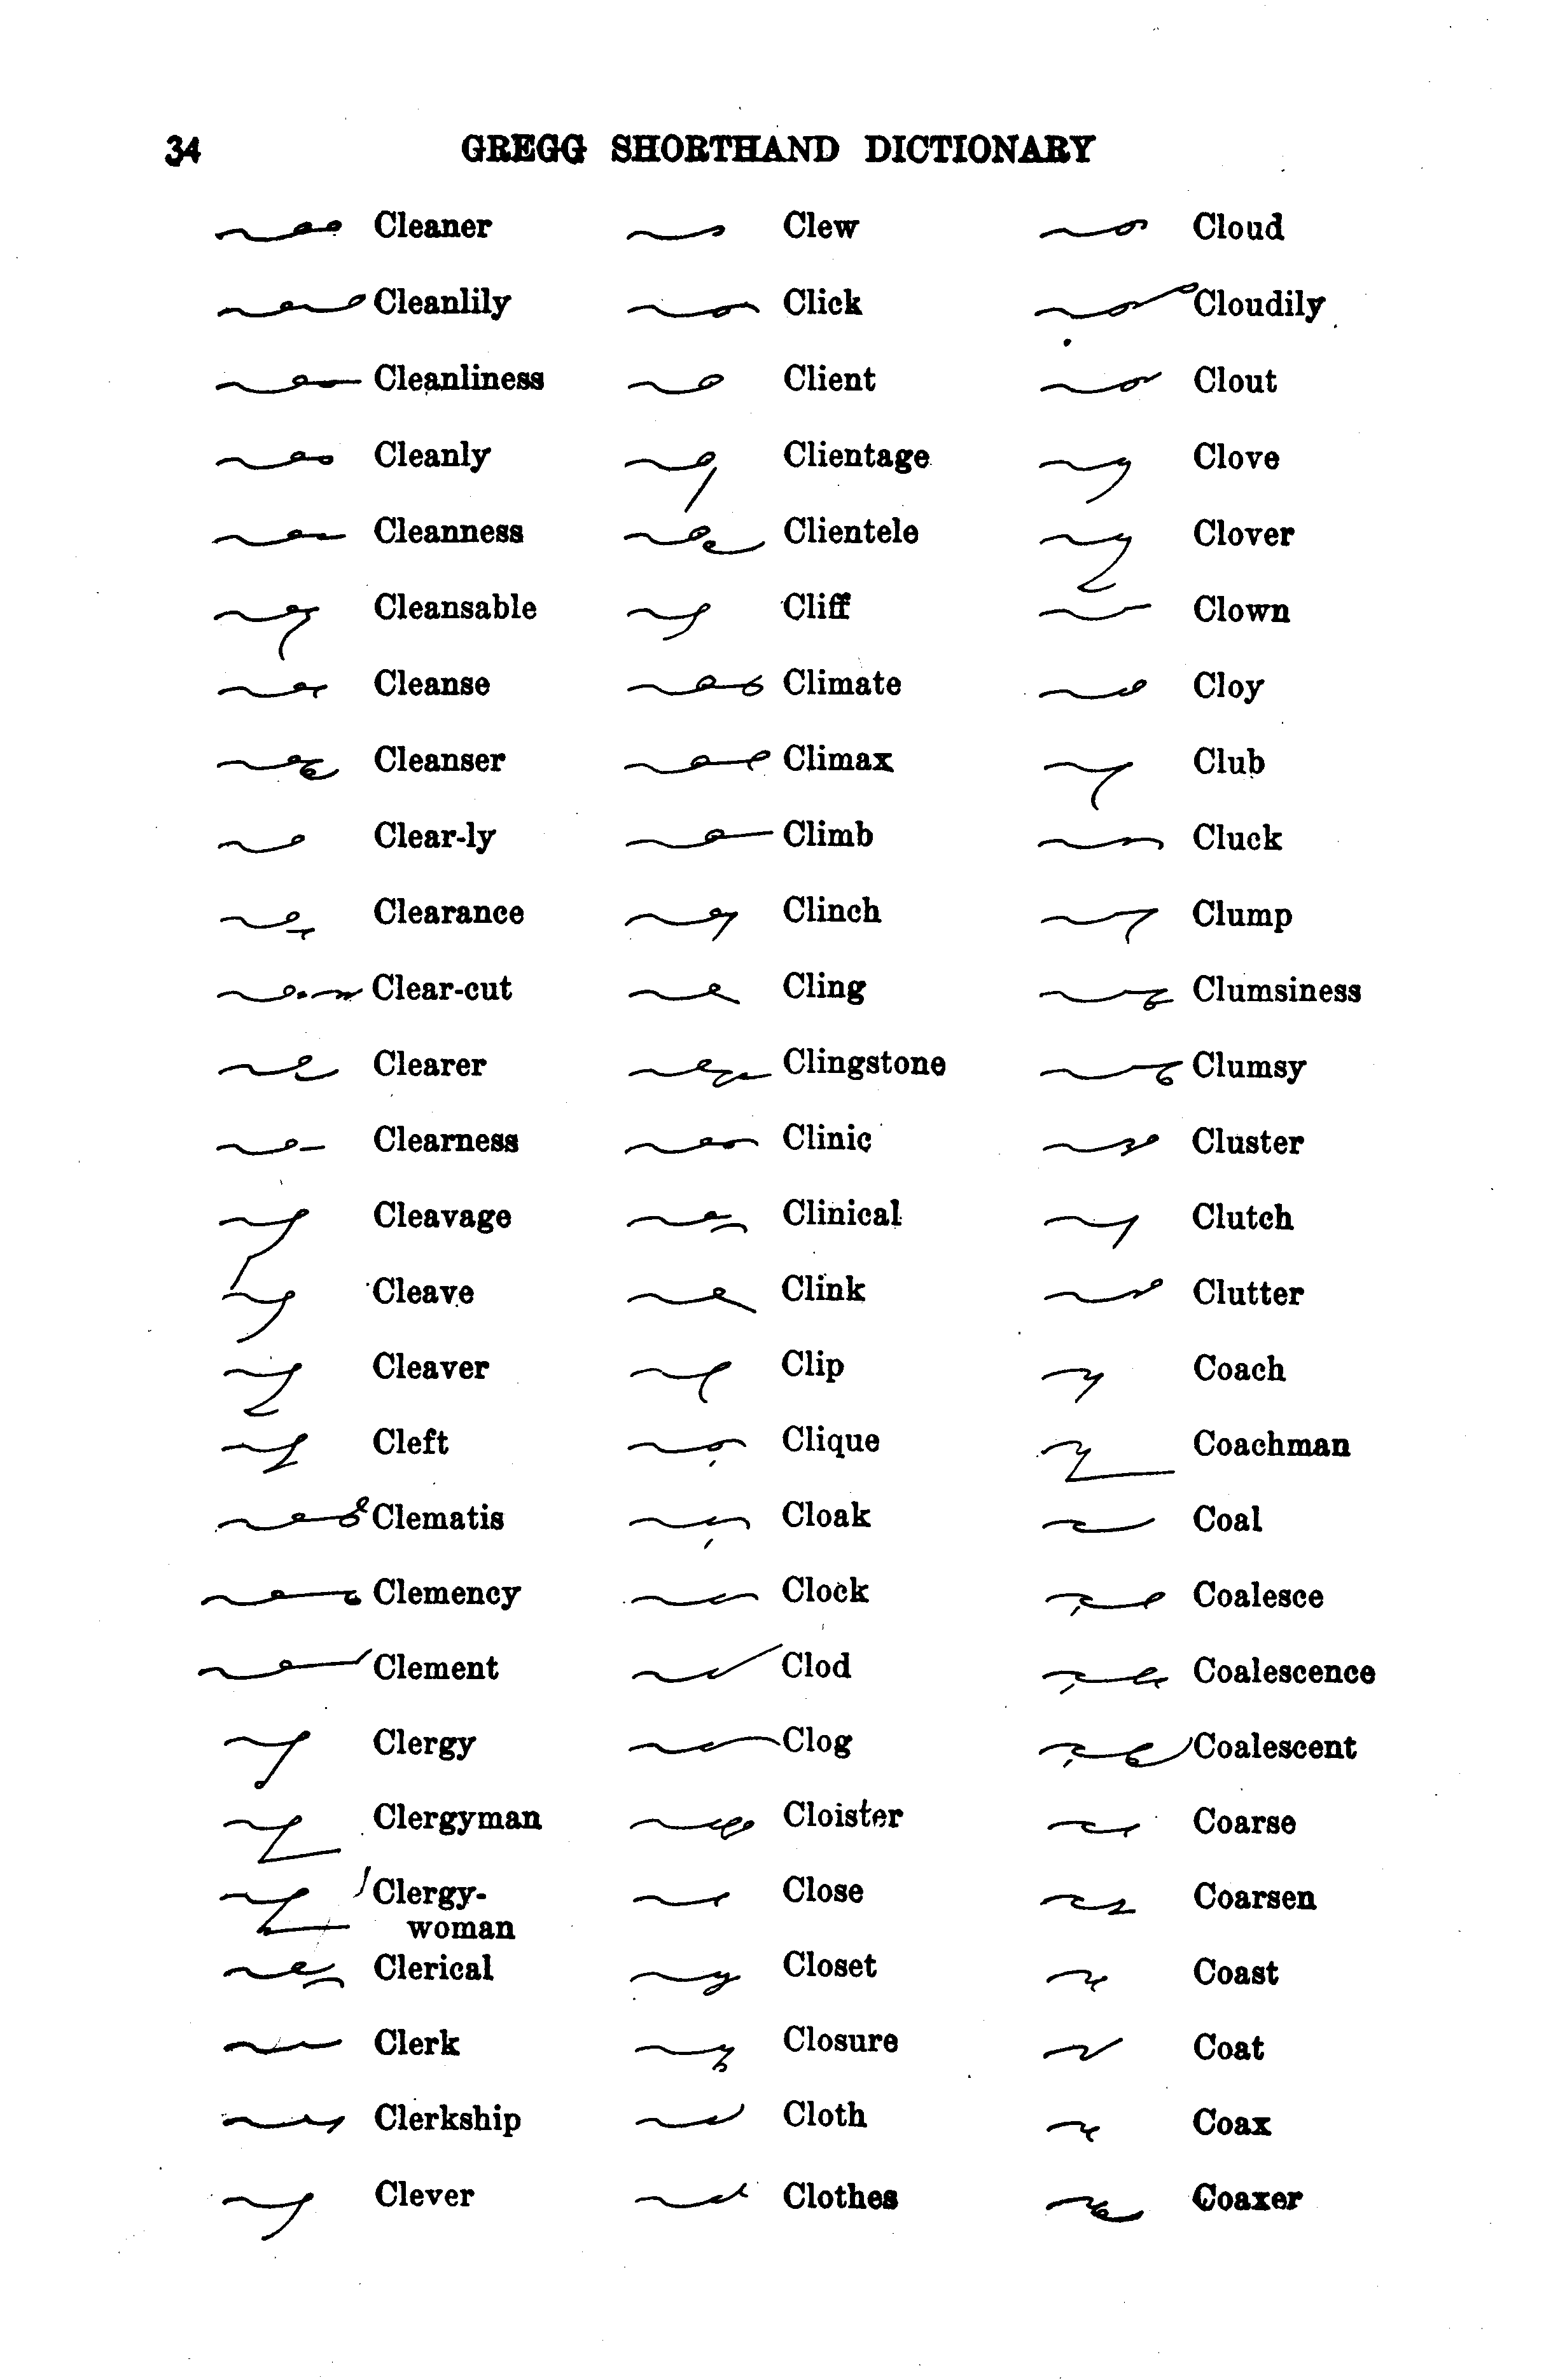 34 GREGG SHORTHAND DICTIONARY
Cleaner
Cleanlily
Cleanliness
Cleanly
Cleanness
Cleansable
Cleanse
Cleanser
Clear-ly
Clearance
Clear-cut
Clearer
Clearness
Cleavage
Cleave
Cleaver
Cleft
Clematis
Clemency
Clement
Clergy
Clergyman
Clergy-
woman
Clerical
Clerk
Clerkship
Clever
Clew
Click
Client
Clientage
Clientele
Cliff
Climate
Climax
Climb
Clinch
Cling
Clingstone
Clinic
Clinical
Clink
Clip
Clique
Cloak
Clock
Clod
Clog
Cloister
Close
Closet
Closure
Cloth
Clothes
Cloud
Cloudily
Clout
Clove
Clover
Clown
Cloy
Club
Cluck
Clump
Clumsiness
Clumsy
Cluster
Clutch
Clutter
Coach
Coachman
Coal
Coalesce
Coalescence
Coalescent
Coarse
Coarsen
Coast
Coat
Coax
Coaxer